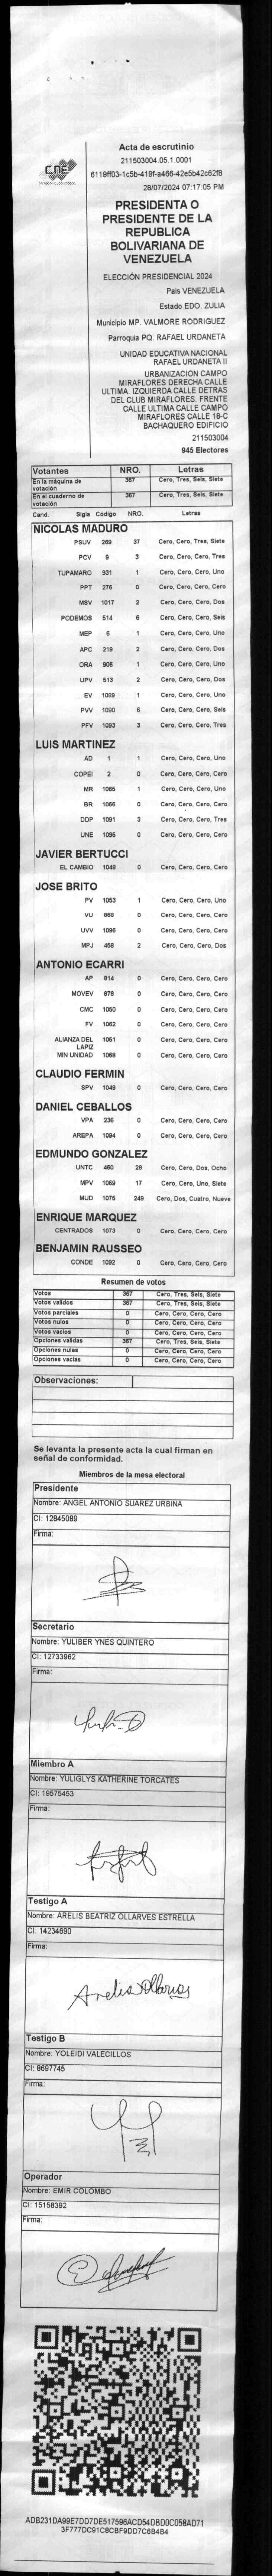 CNE
Acta de escrutinio
211503004.05.1.0001
6119ff03-1c5b-419f-a466-42e5b42c62f8
28/07/2024 07:17:05 PM
PRESIDENTA O
PRESIDENTE DE LA
REPUBLICA
BOLIVARIANA DE
VENEZUELA
ELECCIÓN PRESIDENCIAL 2024
Pais VENEZUELA
Estado EDO. ZULIA
Municipio MP. VALMORE RODRIGUEZ
Parroquia PQ. RAFAEL URDANETA
UNIDAD EDUCATIVA NACIONAL
RAFAEL URDANETA II
URBANIZACION CAMPO
MIRAFLORES DERECHA CALLE
ULTIMA. IZQUIERDA CALLE DETRAS
DEL CLUB MIRAFLORES. FRENTE
CALLE ULTIMA CALLE CAMPO
MIRAFLORES CALLE 18-C
BACHAQUERO EDIFICIO
211503004
945 Electores
Votantes NRO. Letras
En la máquina de votación 367 Cero, Tres, Seis, Siete
En el cuaderno de votación 367 Cero, Tres, Seis, Siete
Cand. Sigla Código NRO. Letras
NICOLAS MADURO
PSUV 269 37 Cero, Cero, Tres, Siete
PCV 9 3 Cero, Cero, Cero, Tres
TUPAMARO 931 1 Cero, Cero, Cero, Uno
PPT 276 0 Cero, Cero, Cero, Cero
MSV 1017 2 Cero, Cero, Cero, Dos
PODEMOS 514 6 Cero, Cero, Cero, Seis
MEP 6 1 Cero, Cero, Cero, Uno
APC 219 2 Cero, Cero, Cero, Dos
ORA 906 1 Cero, Cero, Cero, Uno
UPV 613 2 Cero, Cero, Cero, Dos
EV 1089 1 Cero, Cero, Cero, Uno
PVV 1090 6 Cero, Cero, Cero, Seis
PFV 1093 3 Cero, Cero, Cero, Tres
LUIS MARTINEZ
AD 1 1 Cero, Cero, Cero, Uno
COPEI 2 0 Cero, Cero, Cero, Cero
MR 1065 1 Cero, Cero, Cero, Uno
BR 1066 0 Cero, Cero, Cero, Cero
DDP 1091 3 Cero, Cero, Cero, Tres
UNE 1095 0 Cero, Cero, Cero, Cero
JAVIER BERTUCCI
EL CAMBIO 1048 0 Cero, Cero, Cero, Cero
JOSE BRITO
PV 1053 1 Cero, Cero, Cero, Uno
VU 868 0 Cero, Cero, Cero, Cero
UVV 1096 0 Cero, Cero, Cero, Cero
MPJ 458 2 Cero, Cero, Cero, Dos
ANTONIO ECARRI
AP 814 0 Cero, Cero, Cero, Cero
MOVEV 878 0 Cero, Cero, Cero, Cero
CMC 1050 0 Cero, Cero, Cero, Cero
FV 1062 0 Cero, Cero, Cero, Cero
ALIANZA DEL LAPIZ 1051 0 Cero, Cero, Cero, Cero
MIN UNIDAD 1068 0 Cero, Cero, Cero, Cero
CLAUDIO FERMIN
SPV 1049 0 Cero, Cero, Cero, Cero
DANIEL CEBALLOS
VPA 236 0 Cero, Cero, Cero, Cero
AREPA 1094 0 Cero, Cero, Cero, Cero
EDMUNDO GONZALEZ
UNTC 460 28 Cero, Cero, Dos, Ocho
MPV 1069 17 Cero, Cero, Uno, Siete
MUD 1075 249 Cero, Dos, Cuatro, Nueve
ENRIQUE MARQUEZ
CENTRADOS 1073 0 Cero, Cero, Cero, Cero
BENJAMIN RAUSSEO
CONDE 1092 0 Cero, Cero, Cero, Cero
Resumen de votos
Votos 367 Cero, Tres, Seis, Siete
Votos validos 367 Cero, Tres, Seis, Siete
Votos parciales 0 Cero, Cero, Cero, Cero
Votos nulos 0 Cero, Cero, Cero, Cero
Votos vacios 0 Cero, Cero, Cero, Cero
Opciones validas 367 Cero, Tres, Seis, Siete
Opciones nulas 0 Cero, Cero, Cero, Cero
Opciones vacias 0 Cero, Cero, Cero, Cero
Observaciones:
Se levanta la presente acta la cual firman en
señal de conformidad.
Miembros de la mesa electoral
Presidente
Nombre: ANGEL ANTONIO SUAREZ URBINA
CI: 12845089
Firma:
Secretario
Nombre: YULIBER YNES QUINTERO
CI: 12733962
Firma:
Miembro A
Nombre: YULIGLYS KATHERINE TORCATES
CI: 19575453
Firma:
Testigo A
Nombre: ARELIS BEATRIZ OLLARVES ESTRELLA
CI: 14234690
Firma:
Arelis Ollarves
Testigo B
Nombre: YOLEIDI VALECILLOS
CI: 8697745
Firma:
Operador
Nombre: EMIR COLOMBO
CI: 15158392
Firma:
ADB231DA99E7DD7DE517596ACD54DBD0C058AD71
3F777DC91C8CBF9DD7C6B4B4